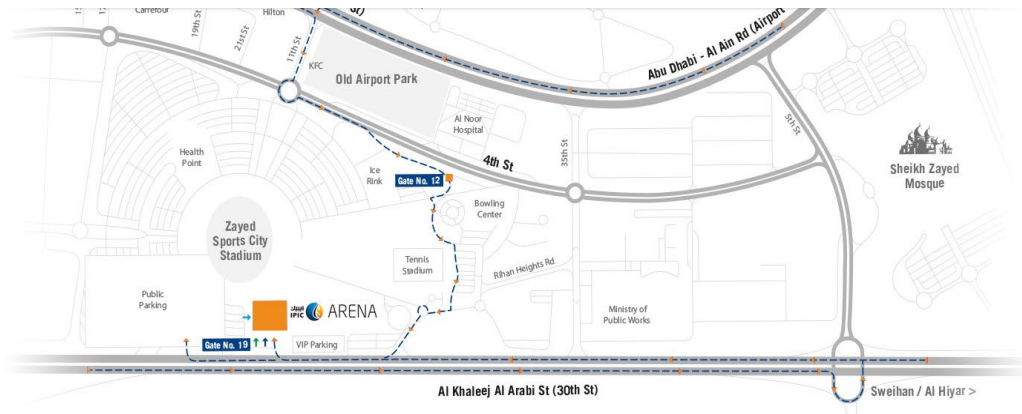 Carrefour
19th St
21st St
Hilton
11th St
KFC
Old Airport Park
Abu Dhabi - Al Ain Rd (Airport
Al Noor
Hospital
5th St
35th St
4th St
Health
Point
Ice
Rink
Gate No. 12
Sheikh Zayed
Mosque
Bowling
Center
Zayed
Sports City
Stadium
Tennis
Stadium
Rihan Heights Rd
Public
Parking
آيبيك
IPIC
ARENA
Ministry of
Public Works
Gate No. 19
VIP Parking
Al Khaleej Al Arabi St (30th St)
Sweihan / Al Hiyar >